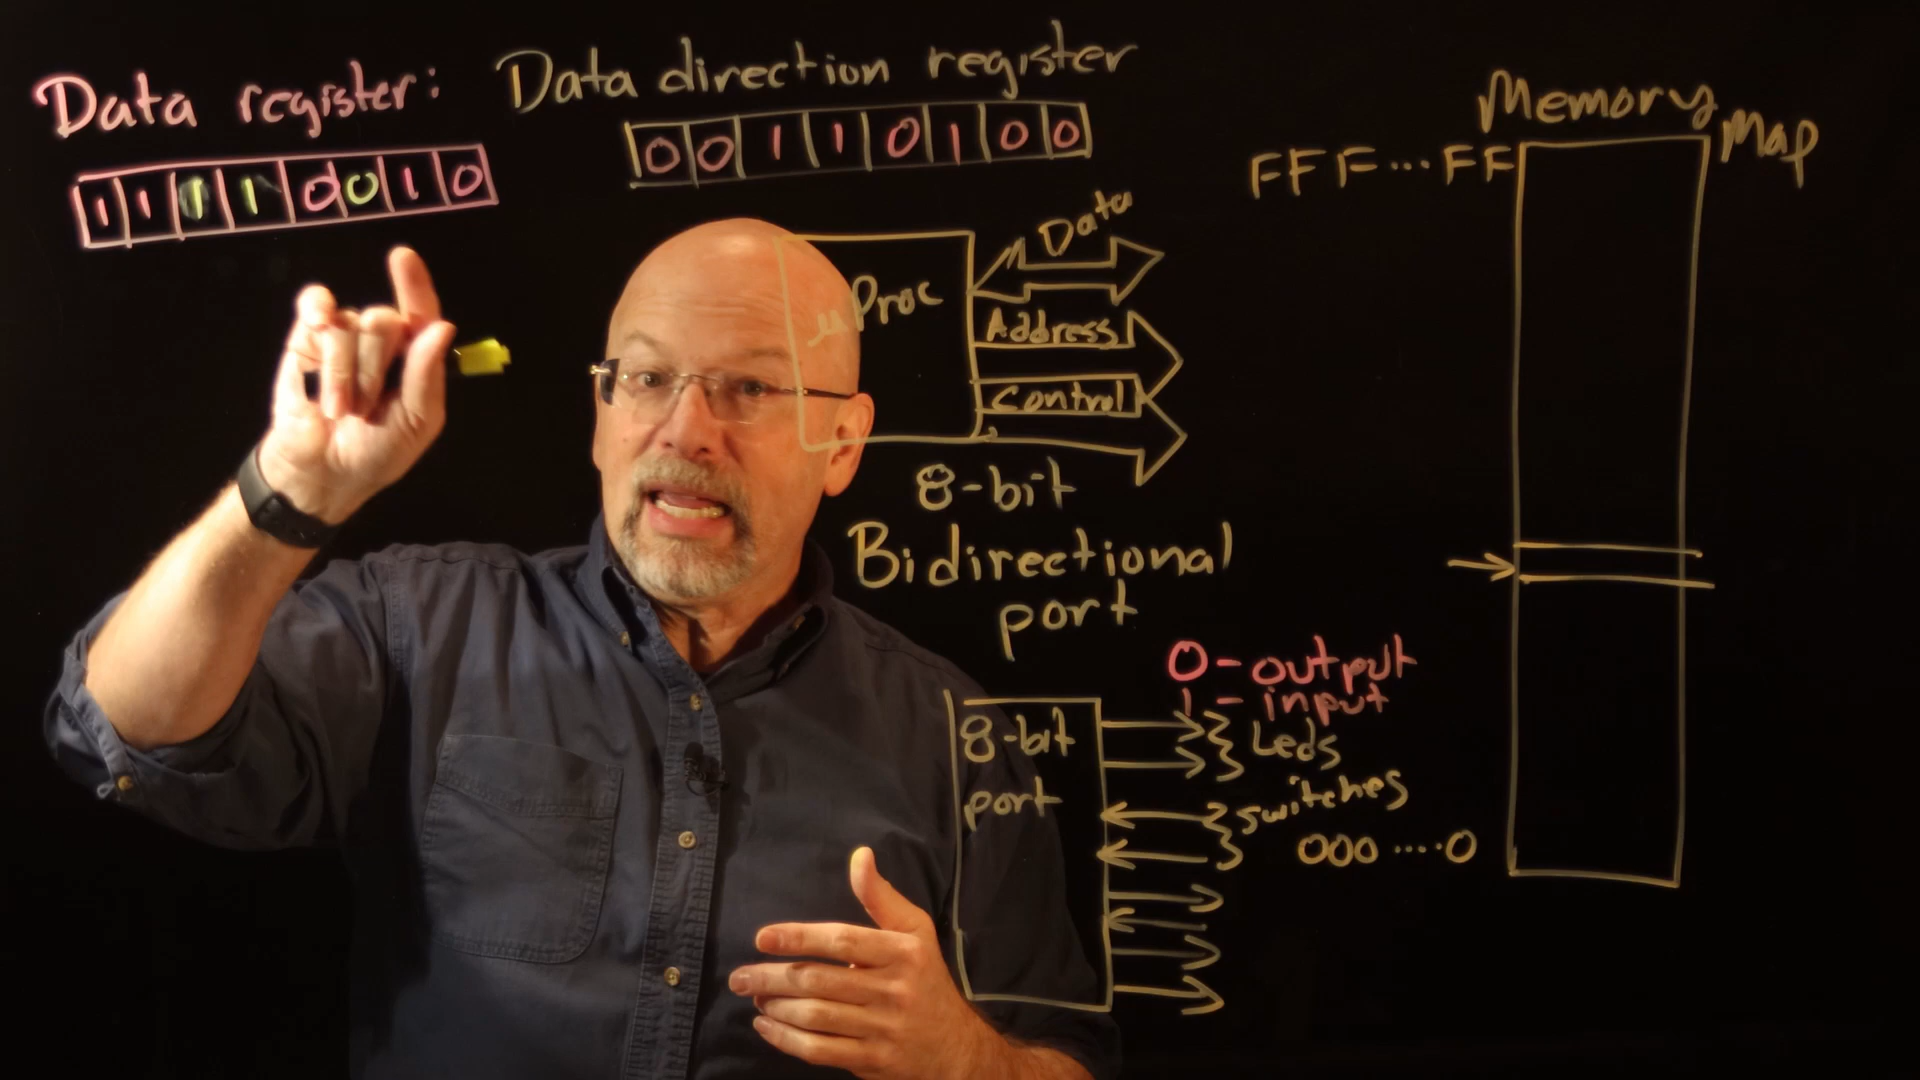 Data register:
1 1 1 1 0 0 1 0
Data direction register
0 0 1 1 0 1 0 0
Memory Map
FFF...FF
μProc
Data
Address
Control
8-bit
Bidirectional
port
0 - output
1 - input
8-bit
port
Leds
switches
000....0